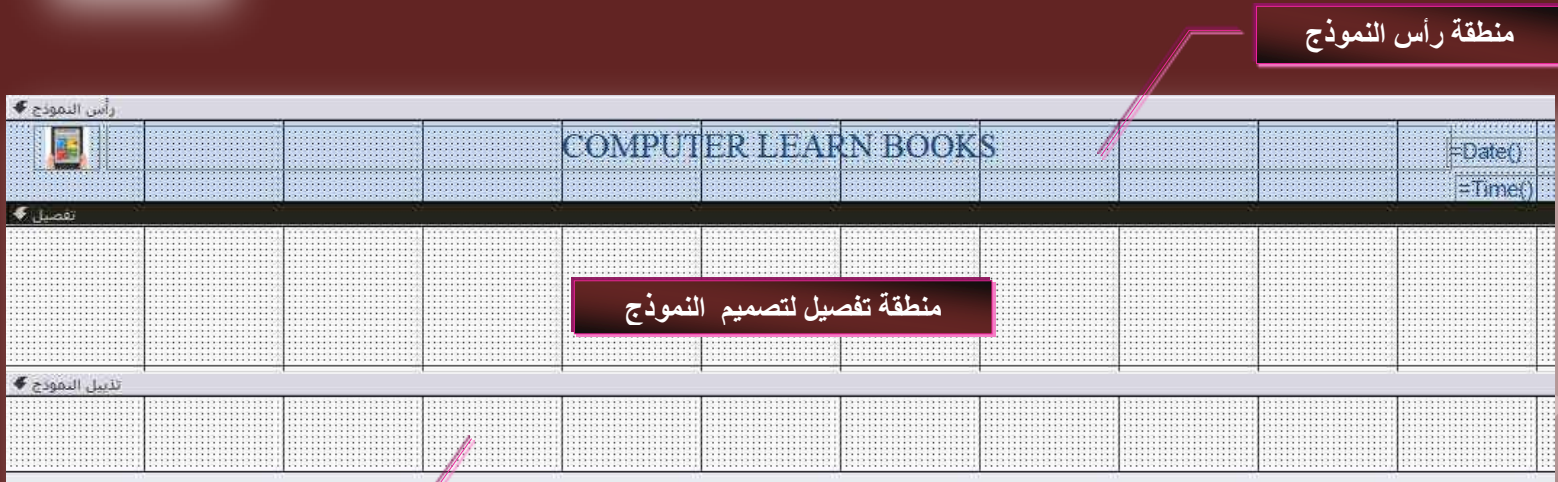 منطقة رأس النموذج
رأس النموذج
COMPUTER LEARN BOOKS
=Date()
=Time()
تفصيل
منطقة تفصيل لتصميم النموذج
تذييل النموذج